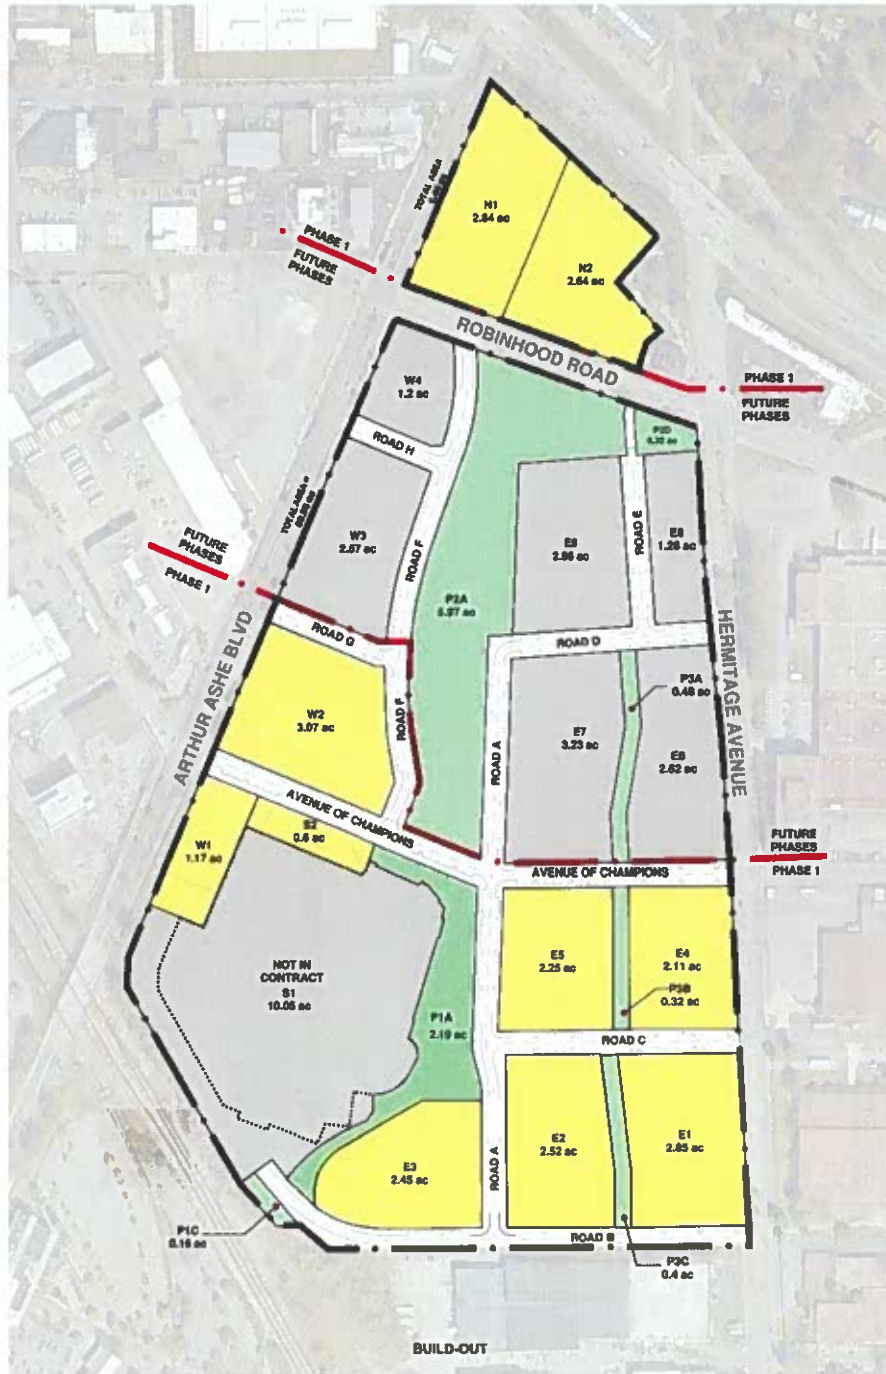 TOTAL AREA
N1
2.84 ac
N2
2.64 ac
PHASE 1
FUTURE
PHASES
ROBINHOOD ROAD
PHASE 1
FUTURE
PHASES
W4
1.2 ac
ROAD H
P2D
TOTAL AREA =
W3
2.57 ac
ROAD F
E9
ROAD E
E8
1.28 ac
FUTURE
PHASES
PHASE 1
P2A
ROAD G
ROAD D
ARTHUR ASHE BLVD
HERMITAGE AVENUE
P3A
0.48 ac
W2
3.07 ac
ROAD F
ROAD A
E7
3.23 ac
E6
2.62 ac
AVENUE OF CHAMPIONS
S2
0.6 ac
W1
1.17 ac
FUTURE
PHASES
PHASE 1
AVENUE OF CHAMPIONS
NOT IN
CONTRACT
S1
10.05 ac
E5
2.25 ac
E4
2.11 ac
P3B
0.32 ac
P1A
2.19 ac
ROAD C
E2
2.52 ac
E1
2.85 ac
E3
2.45 ac
ROAD A
P1C
0.16 ac
ROAD B
P3C
0.4 ac
BUILD-OUT